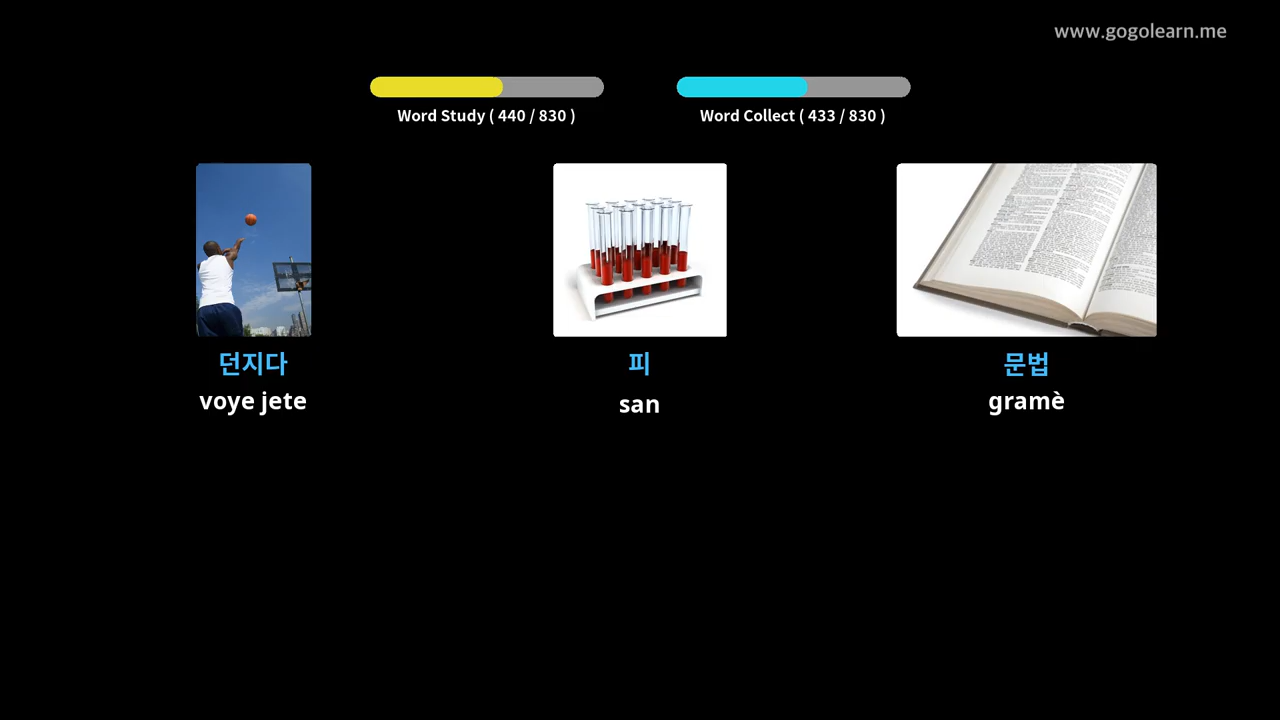 www.gogolearn.me
Word Study ( 440 / 830 )
Word Collect ( 433 / 830 )
던지다
voye jete
피
san
문법
gramè